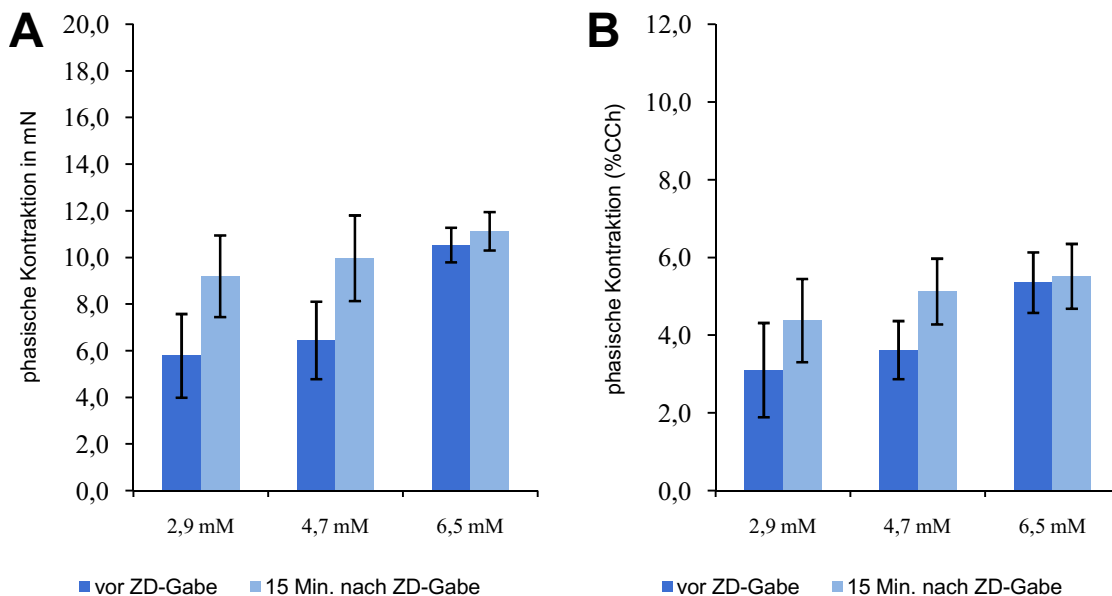 A
phasische Kontraktion in mN
20,0
18,0
16,0
14,0
12,0
10,0
8,0
6,0
4,0
2,0
0,0
2,9 mM
4,7 mM
6,5 mM
vor ZD-Gabe
15 Min. nach ZD-Gabe
B
phasische Kontraktion (%CCh)
12,0
10,0
8,0
6,0
4,0
2,0
0,0
2,9 mM
4,7 mM
6,5 mM
vor ZD-Gabe
15 Min. nach ZD-Gabe